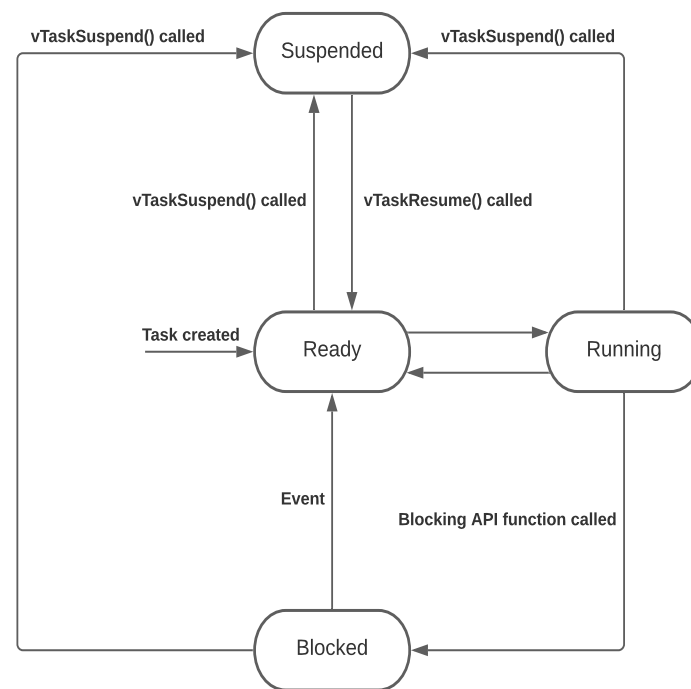 vTaskSuspend() called
vTaskSuspend() called
Suspended
vTaskSuspend() called
vTaskResume() called
Task created
Ready
Running
Event
Blocking API function called
Blocked